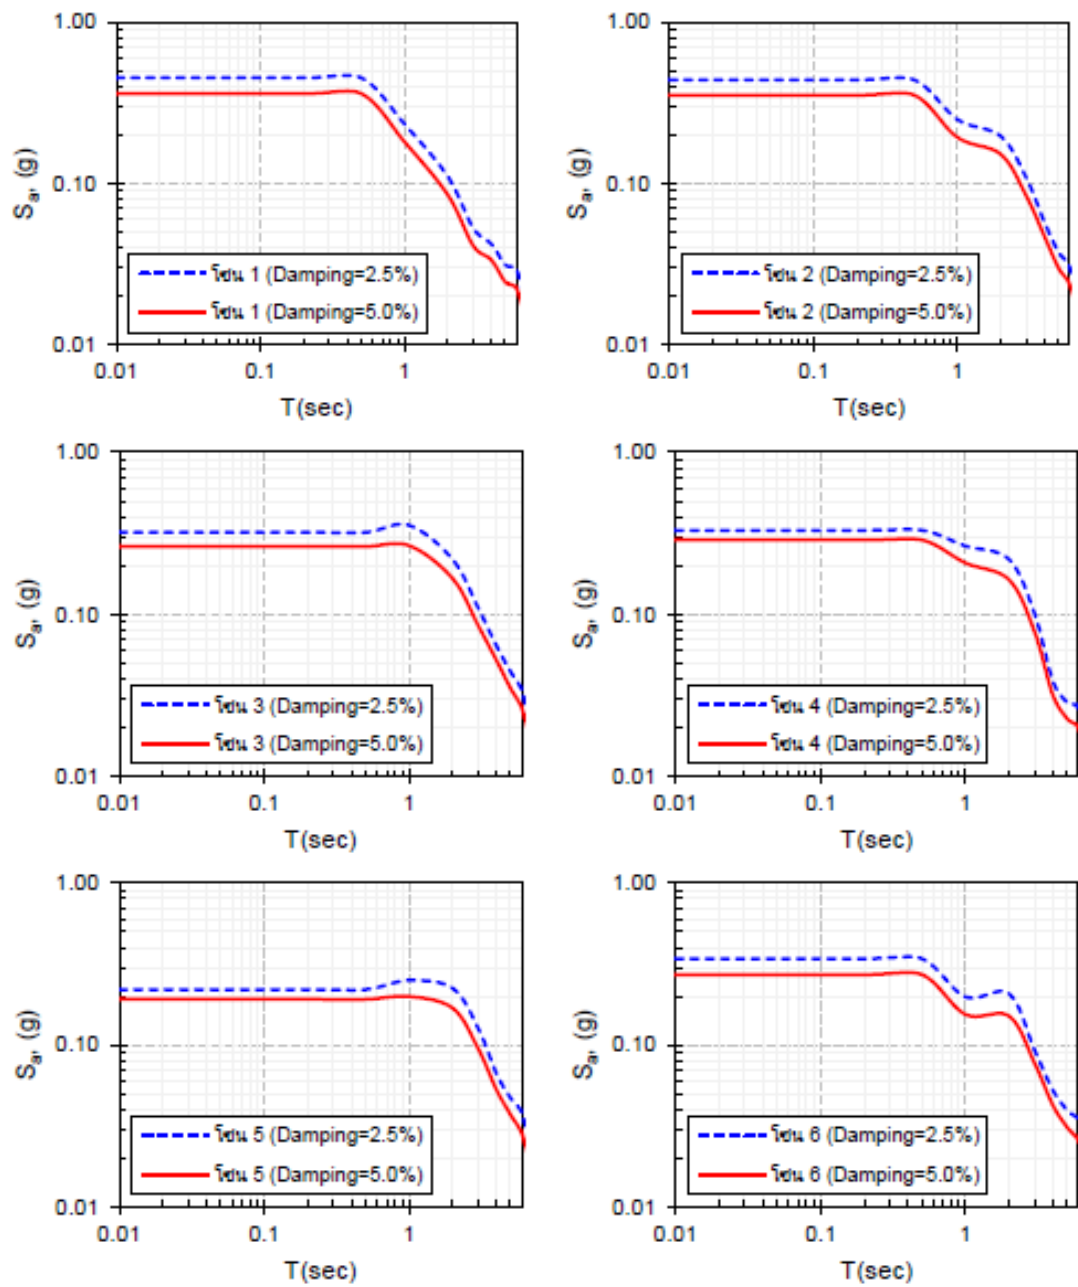 1.00
0.10
0.01
Sa, (g)
โซน 1 (Damping=2.5%)
โซน 1 (Damping=5.0%)
0.01 0.1 1
T(sec)
1.00
0.10
0.01
Sa, (g)
โซน 2 (Damping=2.5%)
โซน 2 (Damping=5.0%)
0.01 0.1 1
T(sec)
1.00
0.10
0.01
Sa, (g)
โซน 3 (Damping=2.5%)
โซน 3 (Damping=5.0%)
0.01 0.1 1
T(sec)
1.00
0.10
0.01
Sa, (g)
โซน 4 (Damping=2.5%)
โซน 4 (Damping=5.0%)
0.01 0.1 1
T(sec)
1.00
0.10
0.01
Sa, (g)
โซน 5 (Damping=2.5%)
โซน 5 (Damping=5.0%)
0.01 0.1 1
T(sec)
1.00
0.10
0.01
Sa, (g)
โซน 6 (Damping=2.5%)
โซน 6 (Damping=5.0%)
0.01 0.1 1
T(sec)